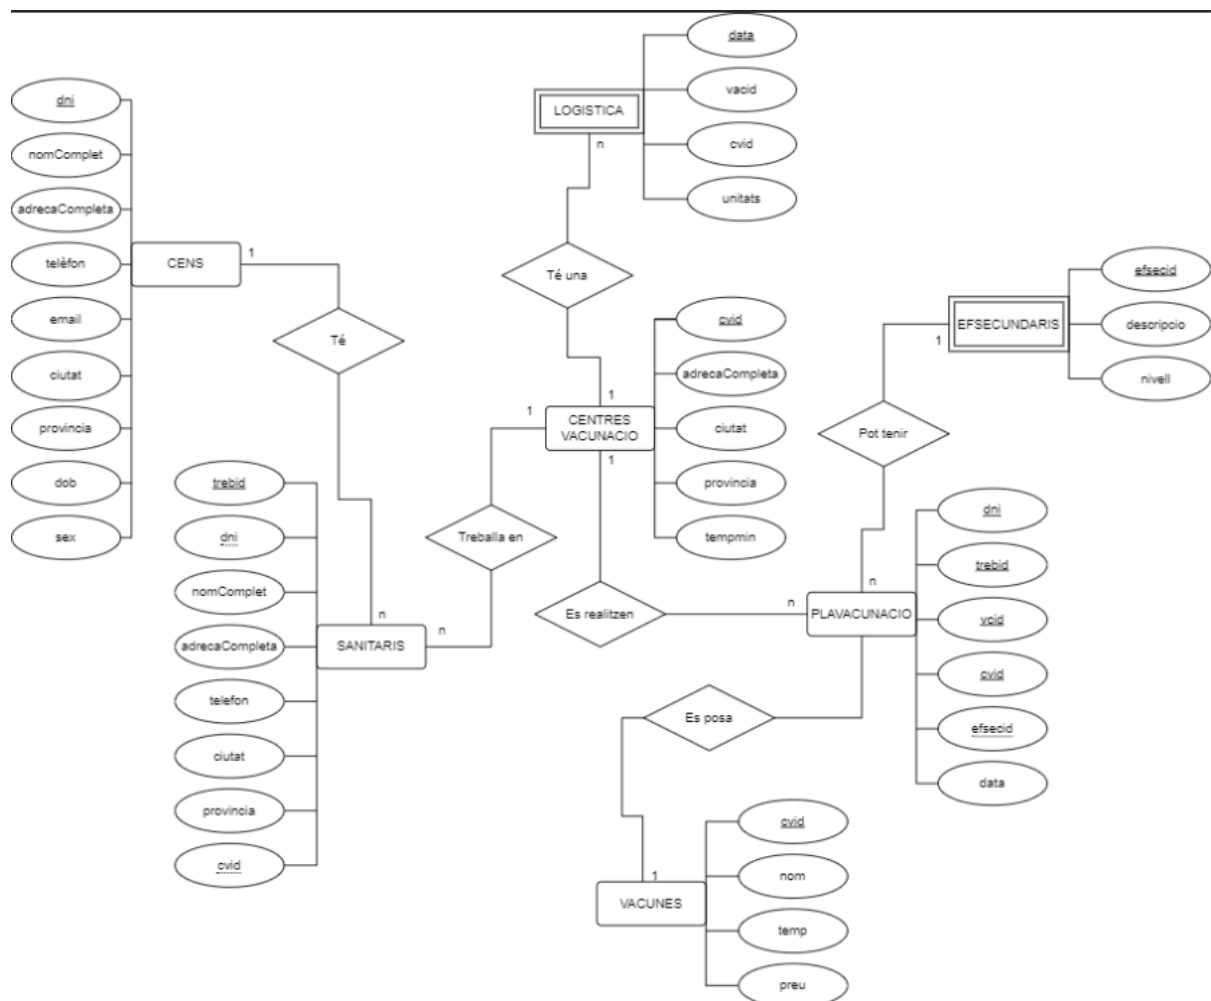 data
LOGISTICA
vacid
cvid
unitats
n
dni
nomComplet
adrecaCompleta
telèfon
email
ciutat
provincia
dob
sex
CENS
1
Té
Té una
1
cvid
adrecaCompleta
ciutat
provincia
tempmin
CENTRES
VACUNACIO
1
1
efsecid
descripcio
nivell
EFSECUNDARIS
1
Pot tenir
n
trebid
dni
nomComplet
adrecaCompleta
telefon
ciutat
provincia
cvid
SANITARIS
n
n
Treballa en
Es realitzen
n
PLAVACUNACIO
dni
trebid
vcid
cvid
efsecid
data
Es posa
1
VACUNES
cvid
nom
temp
preu